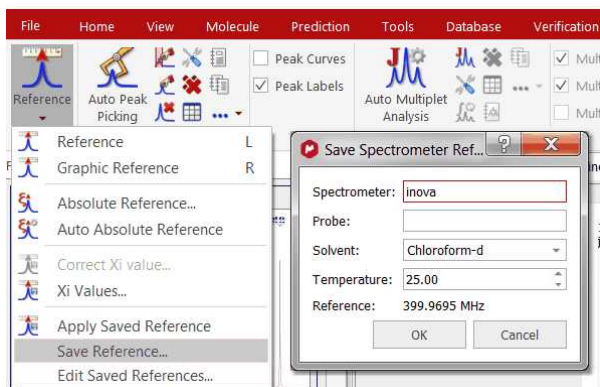 File Home View Molecule Prediction Tools Database Verification
Peak Curves
Peak Labels
Reference
Auto Peak
Picking
Auto Multiplet
Analysis
Mult
Mult
Mult
Reference L
Graphic Reference R
Absolute Reference...
Auto Absolute Reference
Correct Xi value...
Xi Values...
Apply Saved Reference
Save Reference...
Edit Saved References...
Save Spectrometer Ref...
Spectrometer: inova
Probe:
Solvent: Chloroform-d
Temperature: 25.00
Reference: 399.9695 MHz
OK Cancel